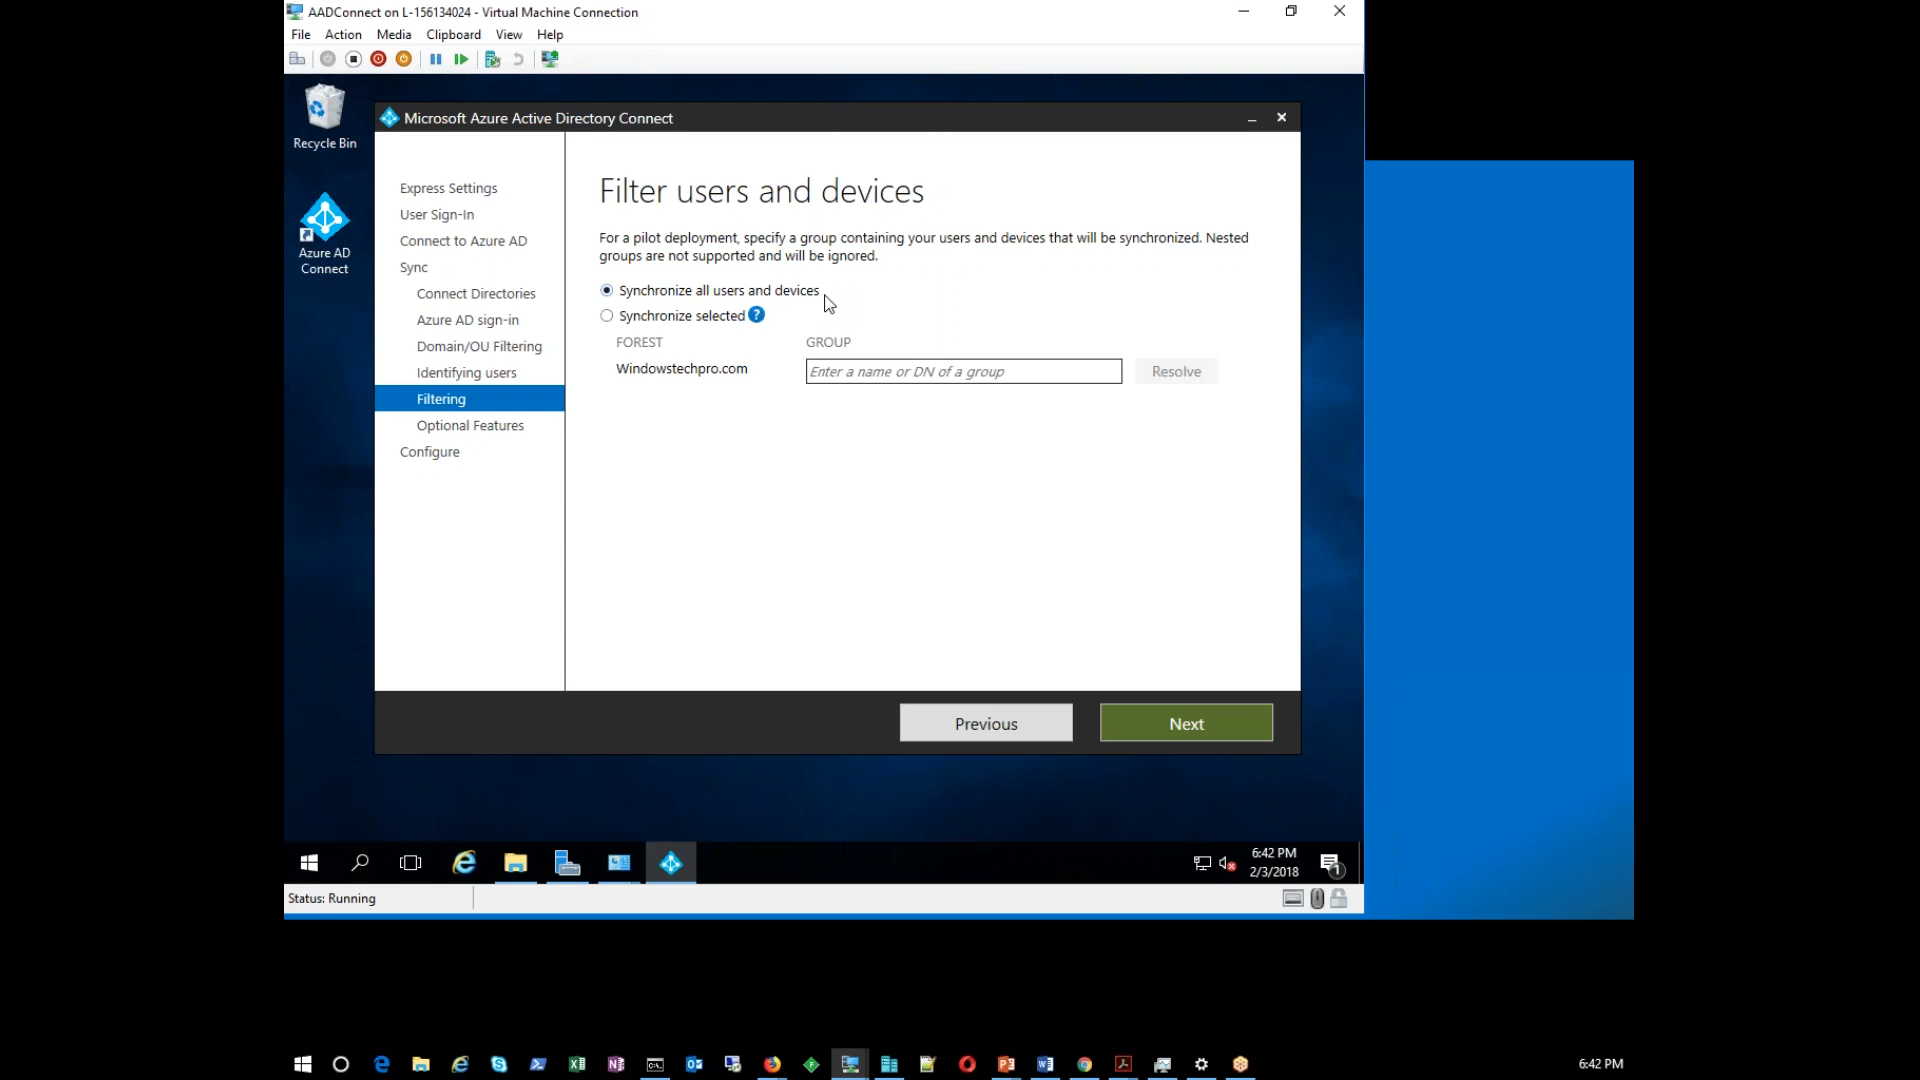 AADConnect on L-156134024 - Virtual Machine Connection
File Action Media Clipboard View Help
Recycle Bin
Azure AD
Connect
Microsoft Azure Active Directory Connect
Express Settings
User Sign-In
Connect to Azure AD
Sync
Connect Directories
Azure AD sign-in
Domain/OU Filtering
Identifying users
Filtering
Optional Features
Configure
Filter users and devices
For a pilot deployment, specify a group containing your users and devices that will be synchronized. Nested
groups are not supported and will be ignored.
Synchronize all users and devices
Synchronize selected ?
FOREST GROUP
Windowstechpro.com Enter a name or DN of a group Resolve
Previous Next
6:42 PM
2/3/2018
1
Status: Running
6:42 PM